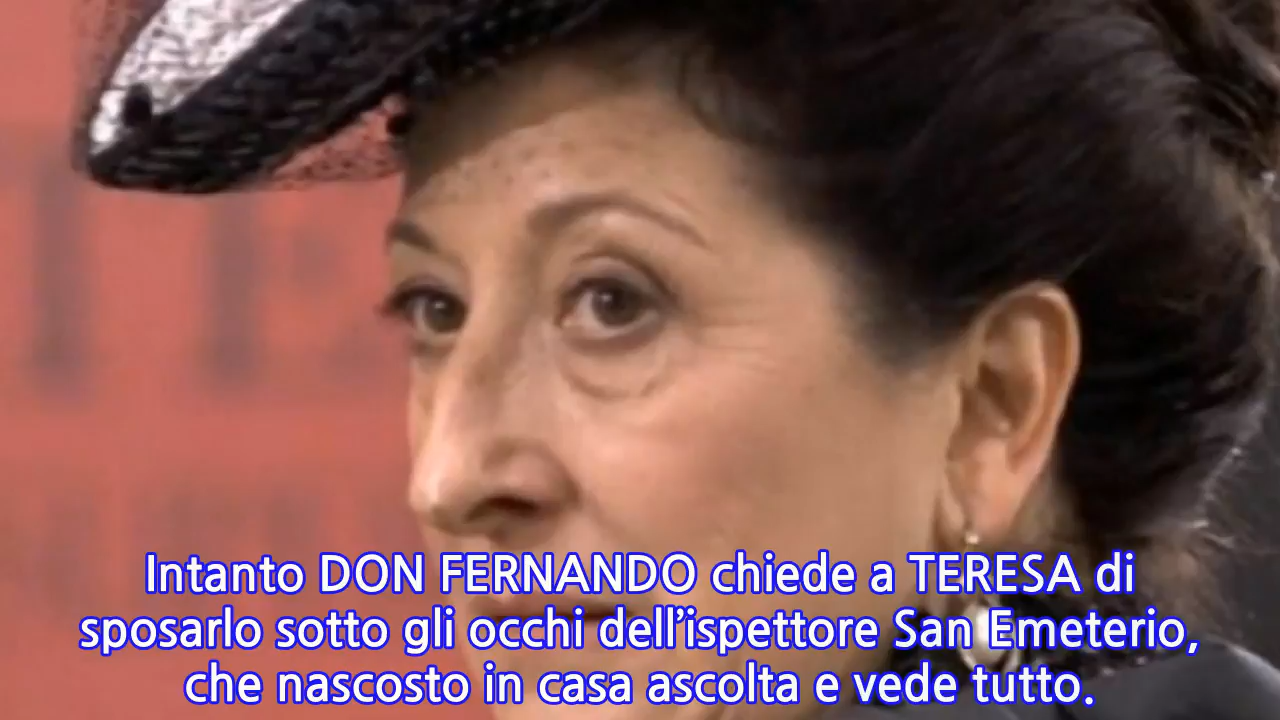 Intanto DON FERNANDO chiede a TERESA di
sposarlo sotto gli occhi dell'ispettore San Emeterio,
che nascosto in casa ascolta e vede tutto.